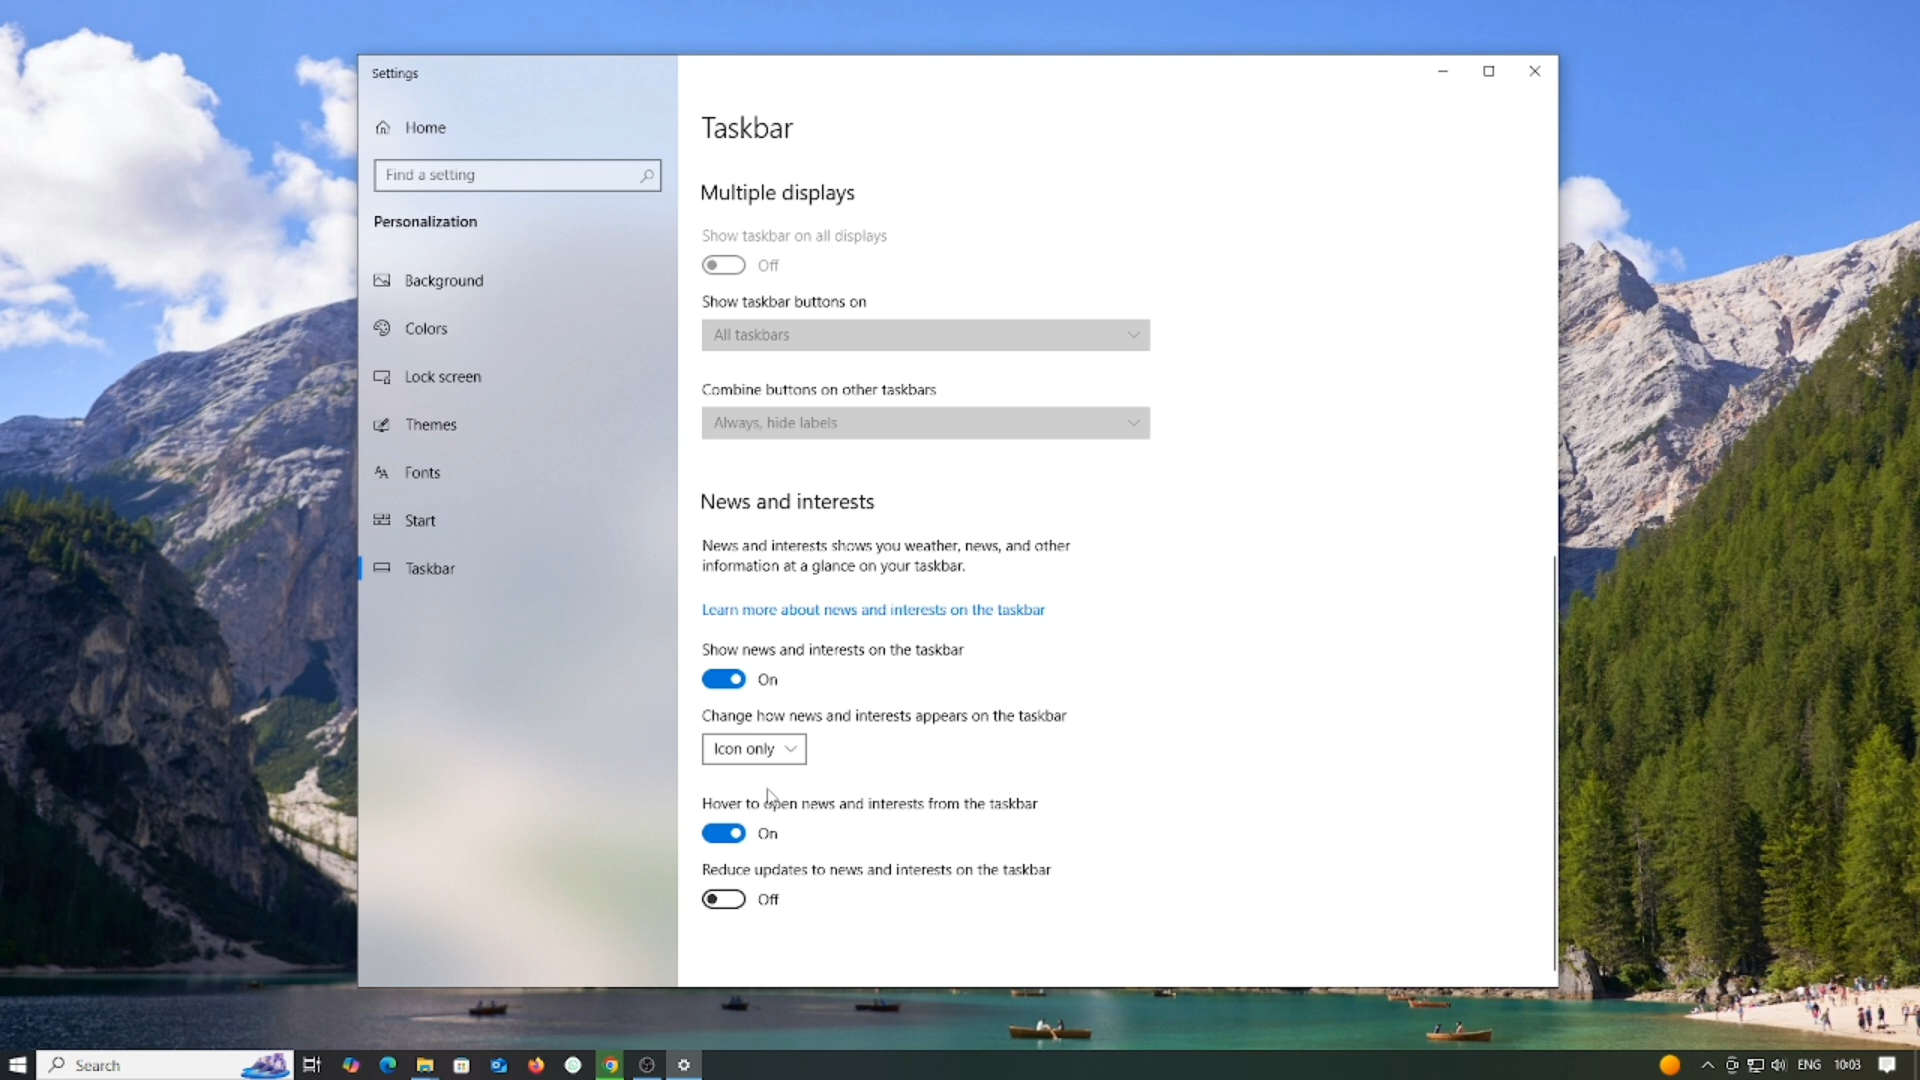 Settings
Home
Find a setting
Personalization
Background
Colors
Lock screen
Themes
Fonts
Start
Taskbar
Taskbar
Multiple displays
Show taskbar on all displays
Off
Show taskbar buttons on
All taskbars
Combine buttons on other taskbars
Always, hide labels
News and interests
News and interests shows you weather, news, and other
information at a glance on your taskbar.
Learn more about news and interests on the taskbar
Show news and interests on the taskbar
On
Change how news and interests appears on the taskbar
Icon only
Hover to open news and interests from the taskbar
On
Reduce updates to news and interests on the taskbar
Off
Search
ENG
10:03